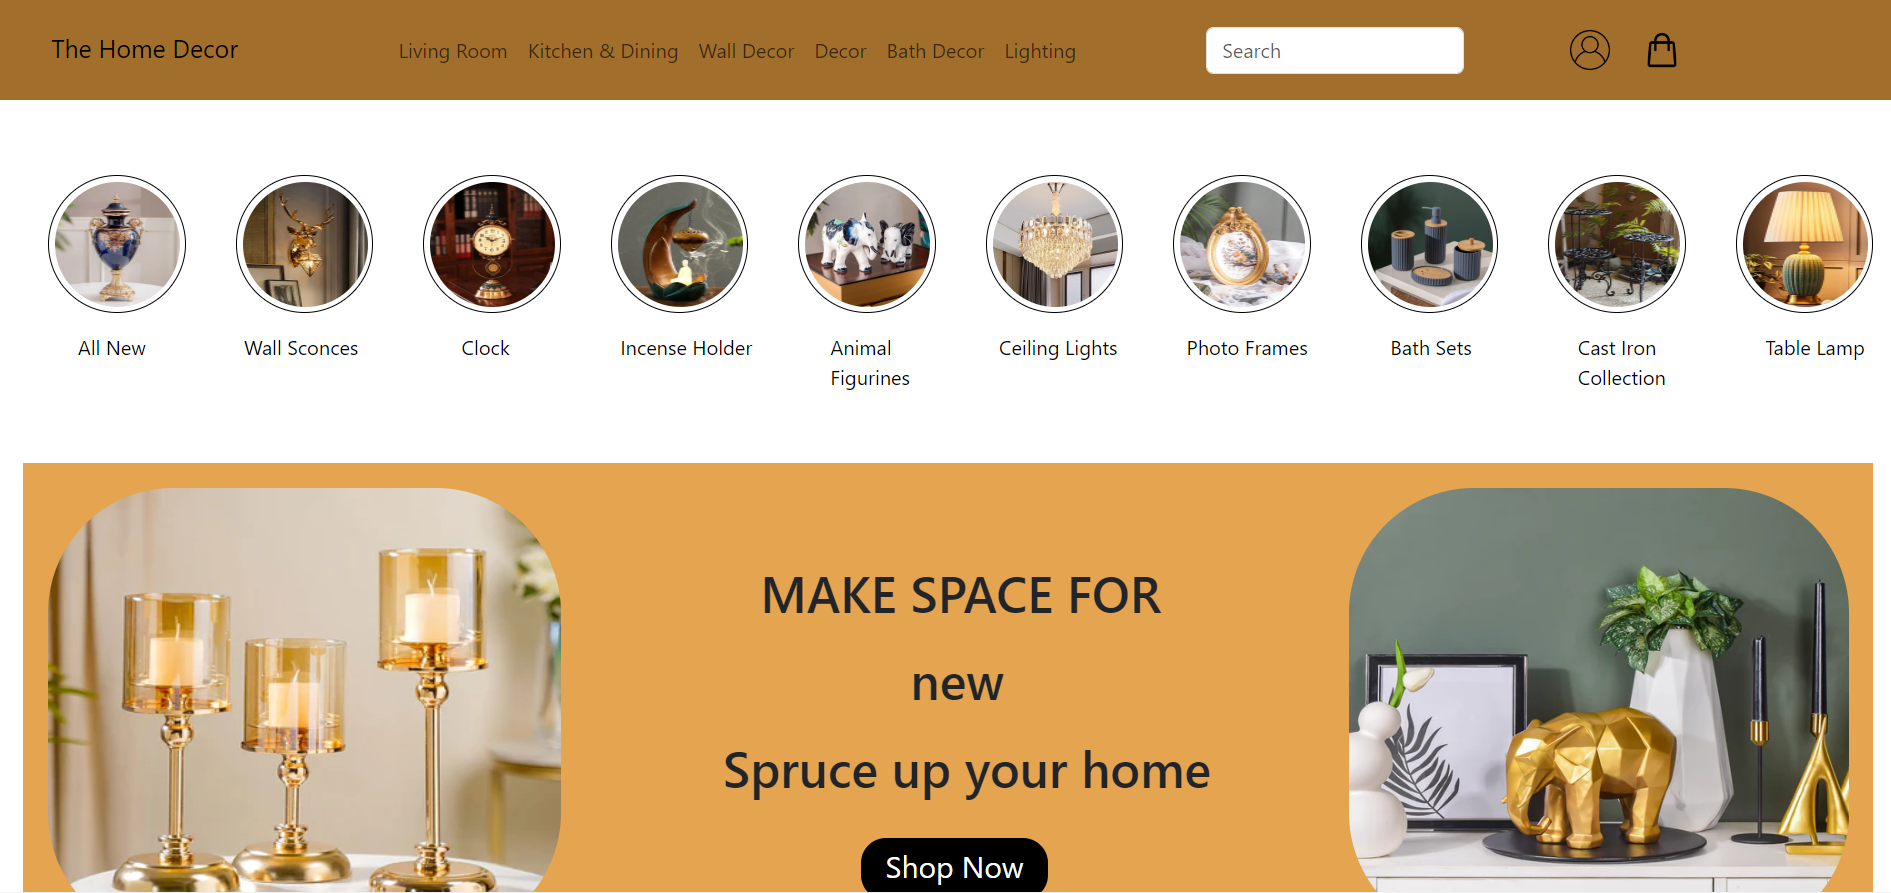 The Home Decor
Living Room Kitchen & Dining Wall Decor Decor Bath Decor Lighting
Search
All New
Wall Sconces
Clock
Incense Holder
Animal
Figurines
Ceiling Lights
Photo Frames
Bath Sets
Cast Iron
Collection
Table Lamp
MAKE SPACE FOR
new
Spruce up your home
Shop Now